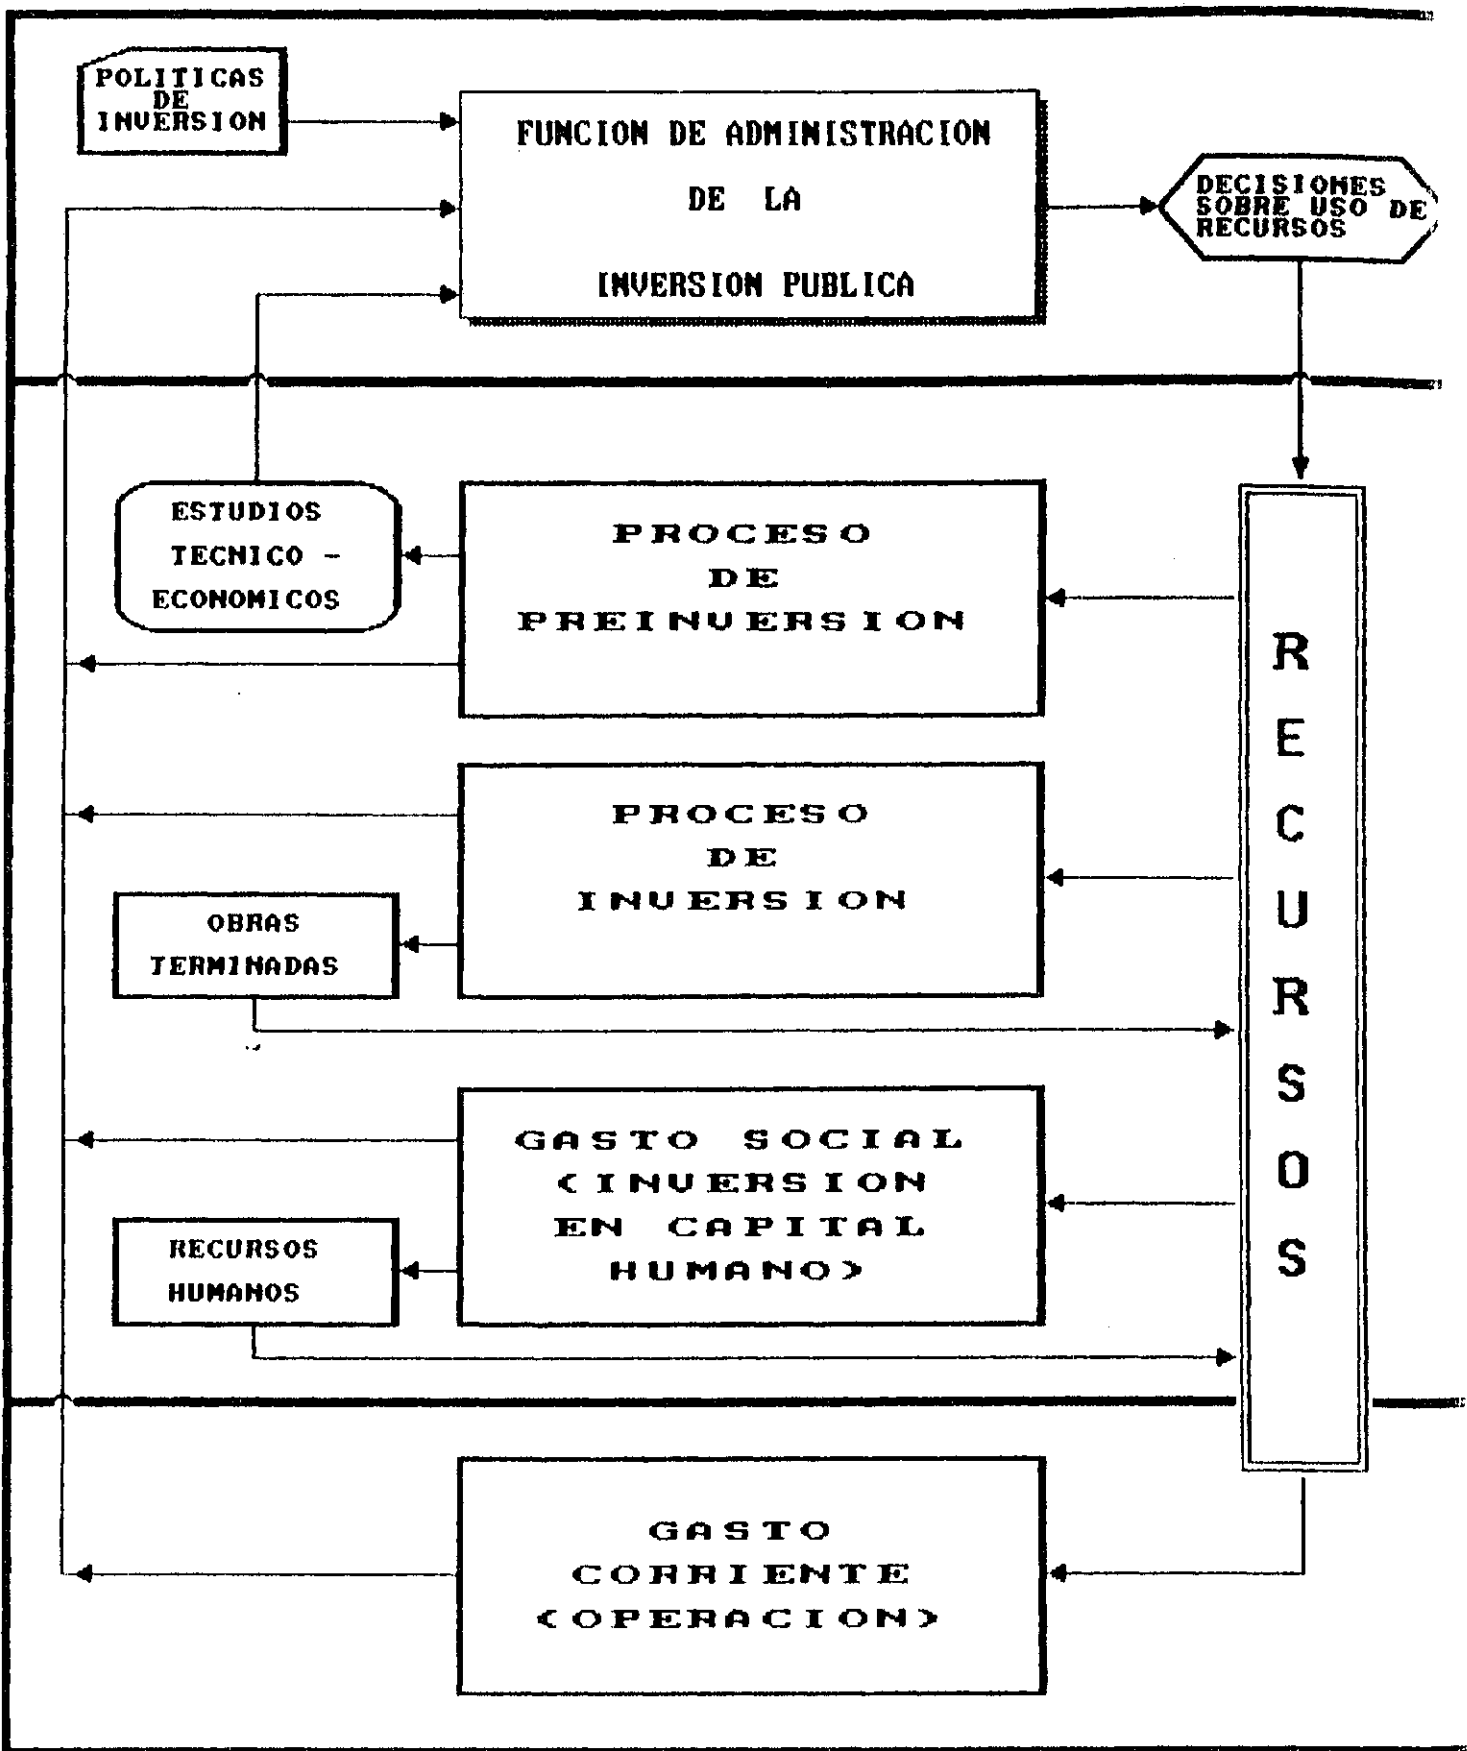 POLITICAS
DE
INVERSION
FUNCION DE ADMINISTRACION
DE LA
INVERSION PUBLICA
DECISIONES
SOBRE USO DE
RECURSOS
ESTUDIOS
TECNICO -
ECONOMICOS
PROCESO
DE
PREINVERSION
PROCESO
DE
INVERSION
OBRAS
TERMINADAS
GASTO SOCIAL
(INVERSION
EN CAPITAL
HUMANO)
RECURSOS
HUMANOS
RECURSOS
GASTO
CORRIENTE
(OPERACION)